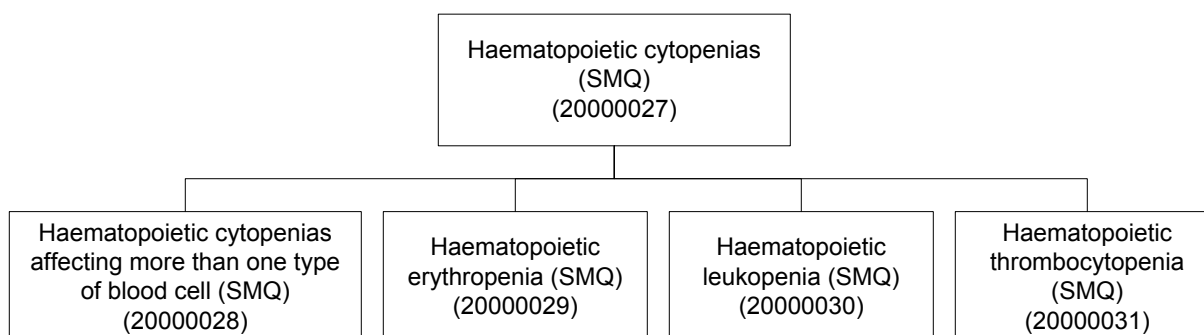 Haematopoietic cytopenias
(SMQ)
(20000027)
Haematopoietic cytopenias
affecting more than one type
of blood cell (SMQ)
(20000028)
Haematopoietic
erythropenia (SMQ)
(20000029)
Haematopoietic
leukopenia (SMQ)
(20000030)
Haematopoietic
thrombocytopenia
(SMQ)
(20000031)